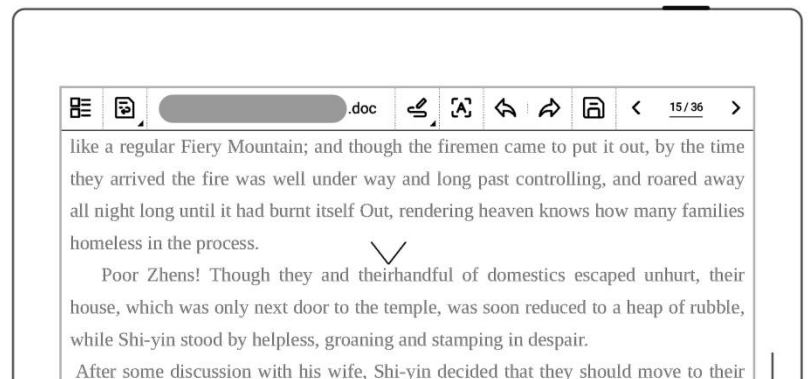 .doc
15 / 36
like a regular Fiery Mountain; and though the firemen came to put it out, by the time
they arrived the fire was well under way and long past controlling, and roared away
all night long until it had burnt itself Out, rendering heaven knows how many families
homeless in the process.
Poor Zhens! Though they and theirhandful of domestics escaped unhurt, their
house, which was only next door to the temple, was soon reduced to a heap of rubble,
while Shi-yin stood by helpless, groaning and stamping in despair.
After some discussion with his wife, Shi-yin decided that they should move to their